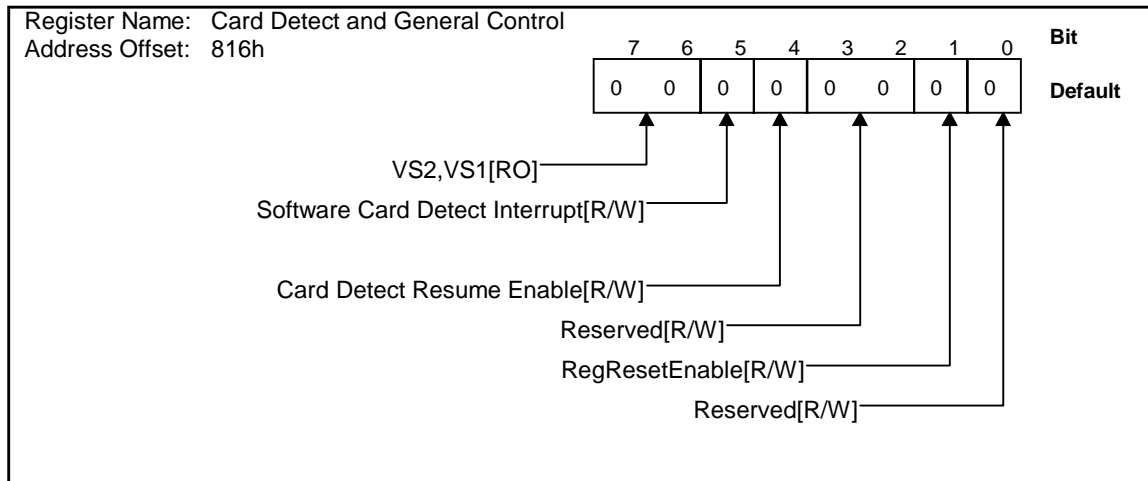 Register Name: Card Detect and General Control
Address Offset: 816h
7 6 5 4 3 2 1 0 Bit
0 0 0 0 0 0 0 0 Default
VS2,VS1[RO]
Software Card Detect Interrupt[R/W]
Card Detect Resume Enable[R/W]
Reserved[R/W]
RegResetEnable[R/W]
Reserved[R/W]